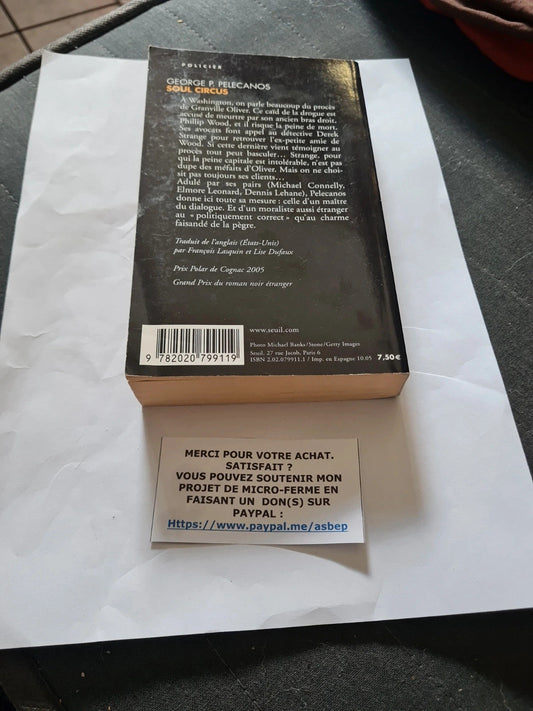 POLICIER
GEORGE P. PELECANOS
SOUL CIRCUS
À Washington, on parle beaucoup du procès
de Granville Oliver. Ce caïd de la drogue est
accusé de meurtre par son ancien bras droit,
Phillip Wood, et il risque la peine de mort.
Ses avocats font appel au détective Derek
Strange pour retrouver l'ex-petite amie de
Wood. Si cette dernière vient témoigner au
procès tout peut basculer... Strange, pour
qui la peine capitale est intolérable, n'est pas
dupe des méfaits d'Oliver. Mais on ne choi-
sit pas toujours ses clients...
Adulé par ses pairs (Michael Connelly,
Elmore Leonard, Dennis Lehane), Pelecanos
donne ici toute sa mesure : celle d'un maître
du dialogue. Et d'un moraliste aussi étranger
au « politiquement correct » qu'au charme
faisandé de la pègre.
Traduit de l'anglais (États-Unis)
par François Lasquin et Lise Dufaux
Prix Polar de Cognac 2005
Grand Prix du roman noir étranger
www.seuil.com
Photo Michael Banks/Stone/Getty Images
Seuil, 27 rue Jacob, Paris 6
ISBN 2.02.079911.1 / Imp. en Espagne 10.05 7,50 €
9 782020 799119
MERCI POUR VOTRE ACHAT.
SATISFAIT ?
VOUS POUVEZ SOUTENIR MON
PROJET DE MICRO-FERME EN
FAISANT UN DON(S) SUR
PAYPAL :
Https://www.paypal.me/asbep